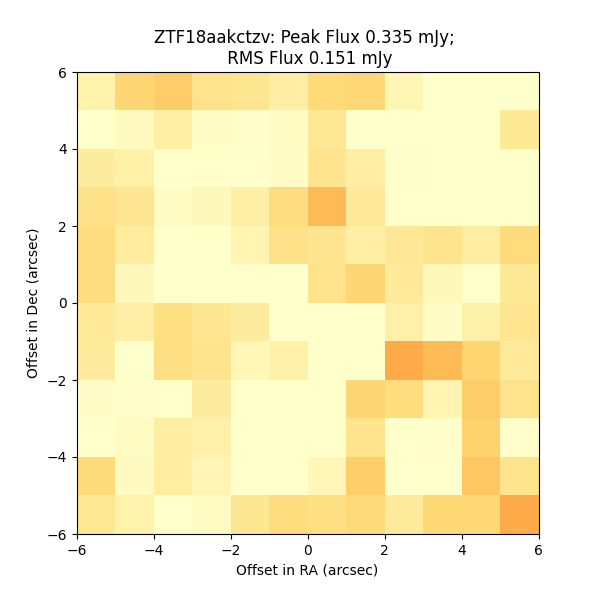 ZTF18aakctzv: Peak Flux 0.335 mJy;
RMS Flux 0.151 mJy
6
4
2
0
−2
−4
−6
Offset in Dec (arcsec)
−6 −4 −2 0 2 4 6
Offset in RA (arcsec)